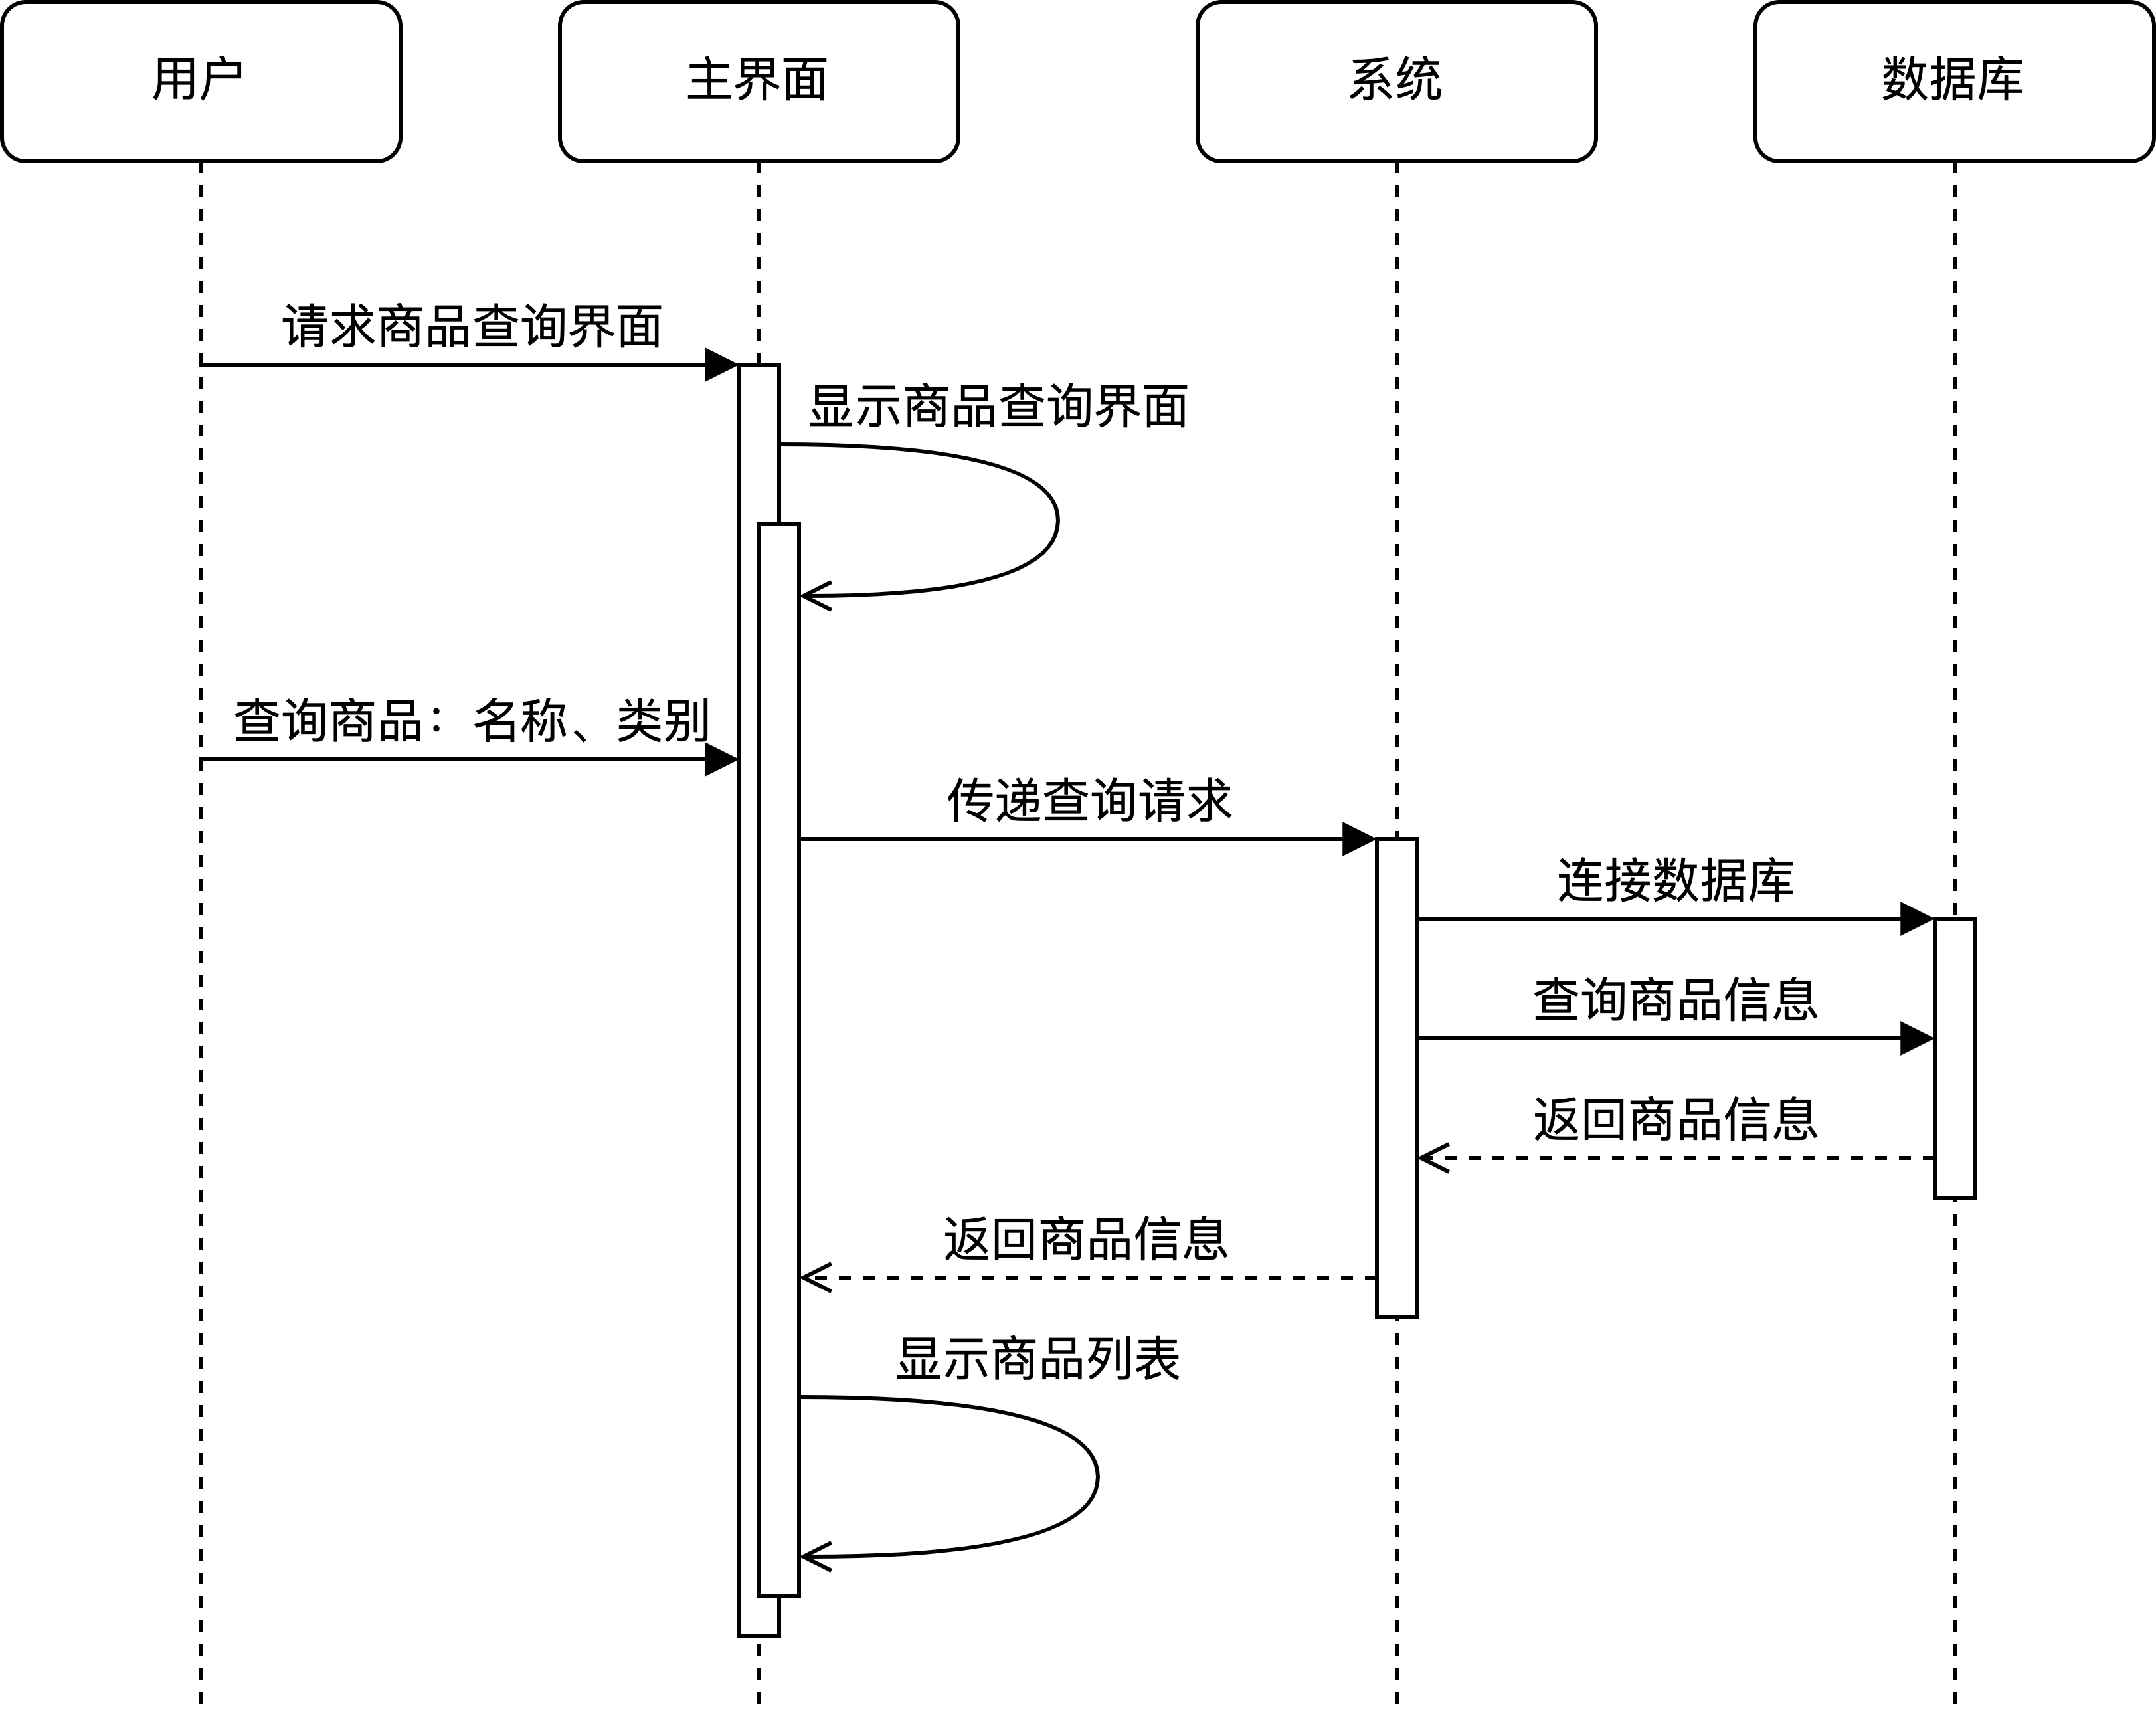 用户
主界面
系统
数据库
请求商品查询界面
显示商品查询界面
查询商品：名称、类别
传递查询请求
连接数据库
查询商品信息
返回商品信息
返回商品信息
显示商品列表